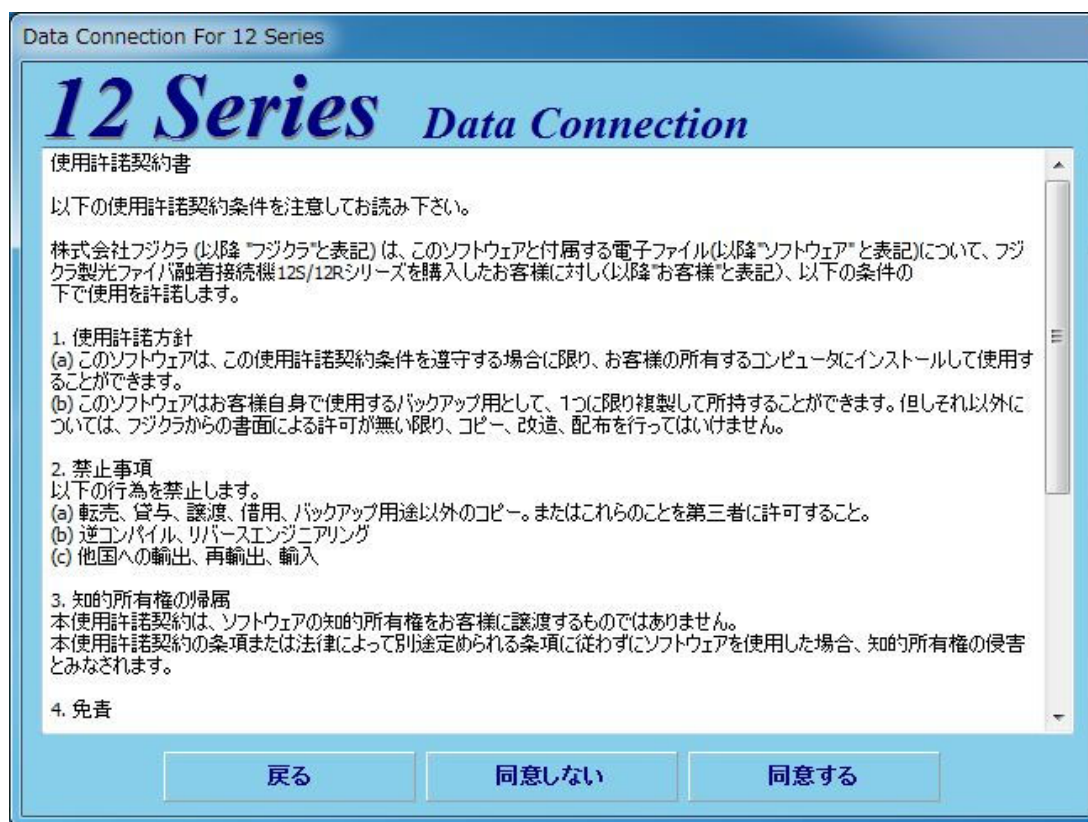 Data Connection For 12 Series
12 Series Data Connection
使用許諾契約書
以下の使用許諾契約条件を注意してお読み下さい。
株式会社フジクラ (以降 "フジクラ"と表記) は、このソフトウェアと付属する電子ファイル(以降"ソフトウェア" と表記)について、フジ
クラ製光ファイバ融着接続機12S/12Rシリーズを購入したお客様に対し(以降"お客様"と表記)、以下の条件の
下で使用を許諾します。
1. 使用許諾方針
(a) このソフトウェアは、この使用許諾契約条件を遵守する場合に限り、お客様の所有するコンピュータにインストールして使用す
ることができます。
(b) このソフトウェアはお客様自身で使用するバックアップ用として、1つに限り複製して所持することができます。但しそれ以外に
ついては、フジクラからの書面による許可が無い限り、コピー、改造、配布を行ってはいけません。
2. 禁止事項
以下の行為を禁止します。
(a) 転売、貸与、譲渡、借用、バックアップ用途以外のコピー。またはこれらのことを第三者に許可すること。
(b) 逆コンパイル、リバースエンジニアリング
(c) 他国への輸出、再輸出、輸入
3. 知的所有権の帰属
本使用許諾契約は、ソフトウェアの知的所有権をお客様に譲渡するものではありません。
本使用許諾契約の条項または法律によって別途定められる条項に従わずにソフトウェアを使用した場合、知的所有権の侵害
とみなされます。
4. 免責
戻る 同意しない 同意する